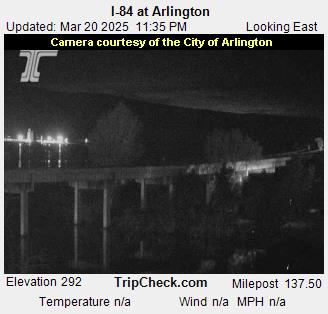 I-84 at Arlington
Updated: Mar 20 2025 11:35 PM Looking East
Camera courtesy of the City of Arlington
Elevation 292 TripCheck.com Milepost 137.50
Temperature n/a Wind n/a MPH n/a